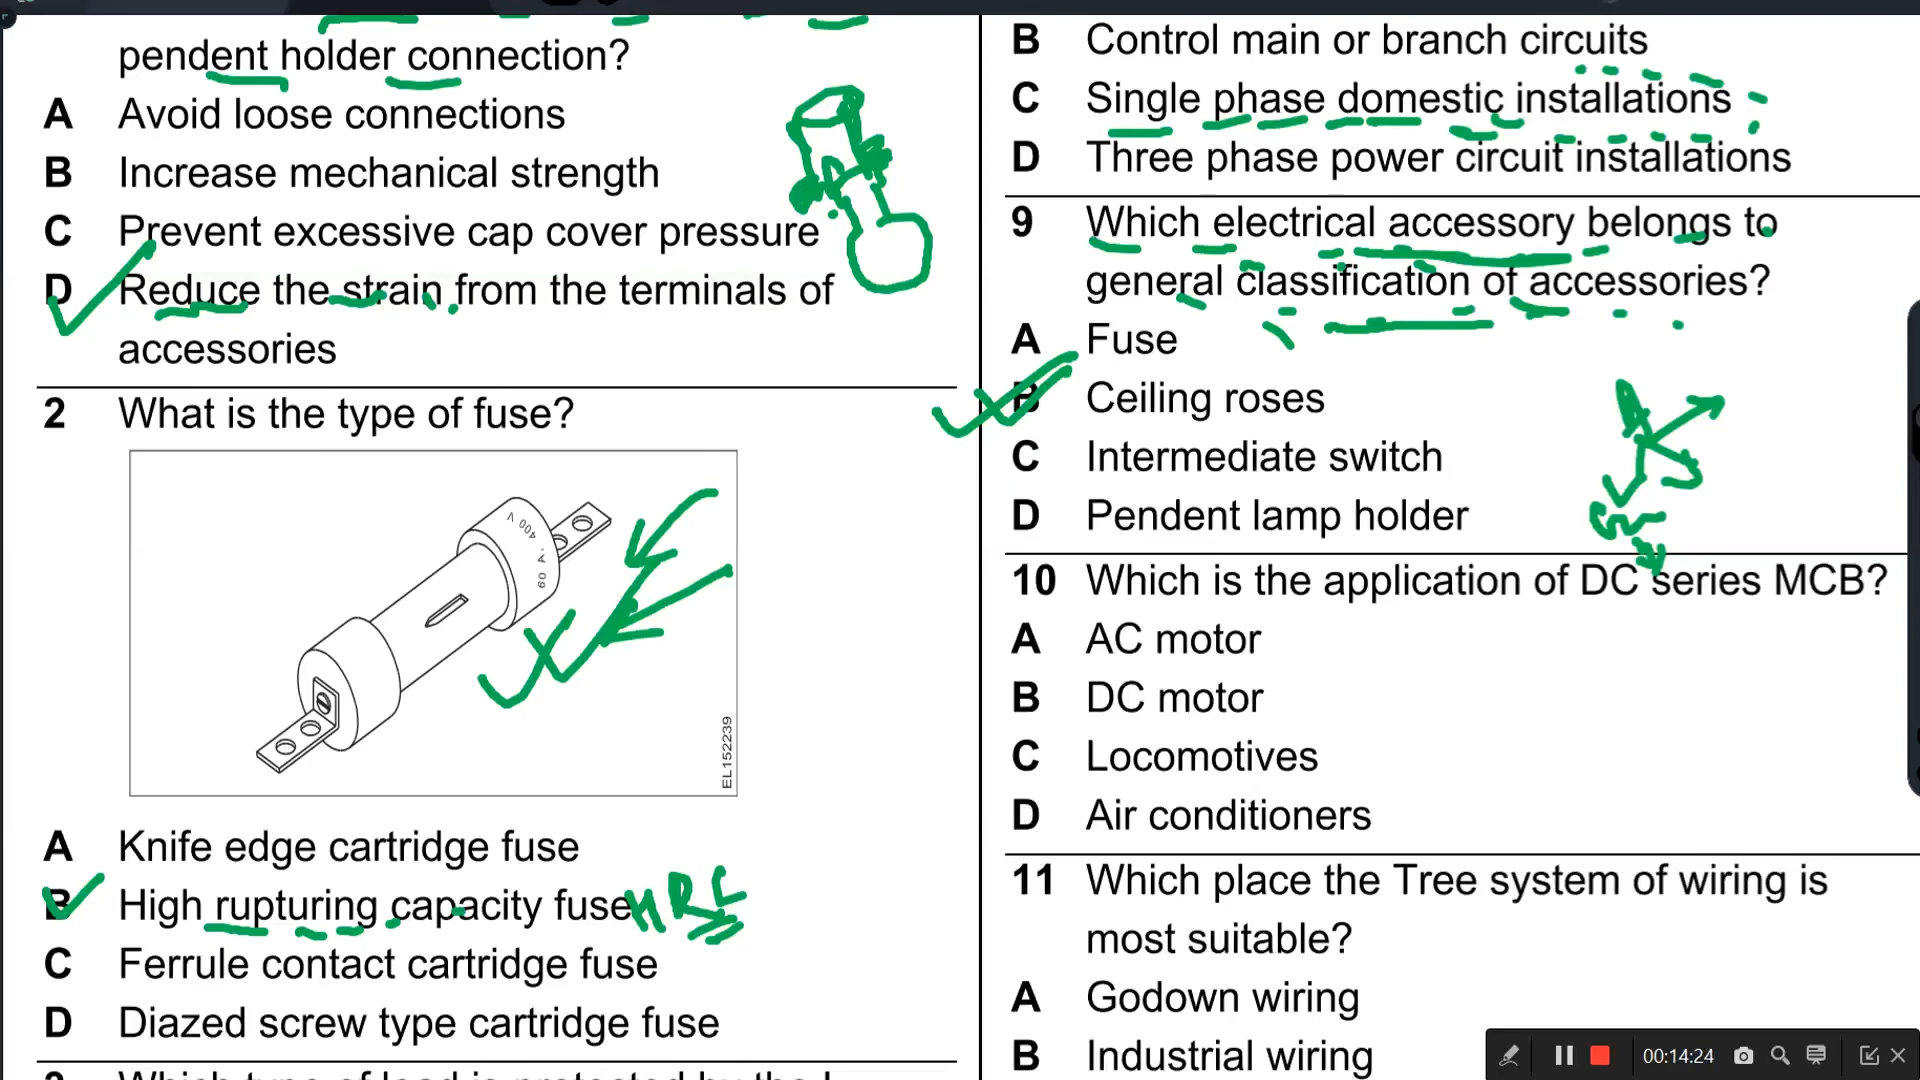 pendent holder connection?
A Avoid loose connections
B Increase mechanical strength
C Prevent excessive cap cover pressure
D Reduce the strain from the terminals of
accessories
2 What is the type of fuse?
400 V
60 A.
EL152239
A Knife edge cartridge fuse
B High rupturing capacity fuse HRC
C Ferrule contact cartridge fuse
D Diazed screw type cartridge fuse
B Control main or branch circuits
C Single phase domestic installations
D Three phase power circuit installations
9 Which electrical accessory belongs to
general classification of accessories?
A Fuse
B Ceiling roses
C Intermediate switch
D Pendent lamp holder
10 Which is the application of DC series MCB?
A AC motor
B DC motor
C Locomotives
D Air conditioners
11 Which place the Tree system of wiring is
most suitable?
A Godown wiring
B Industrial wiring
00:14:24